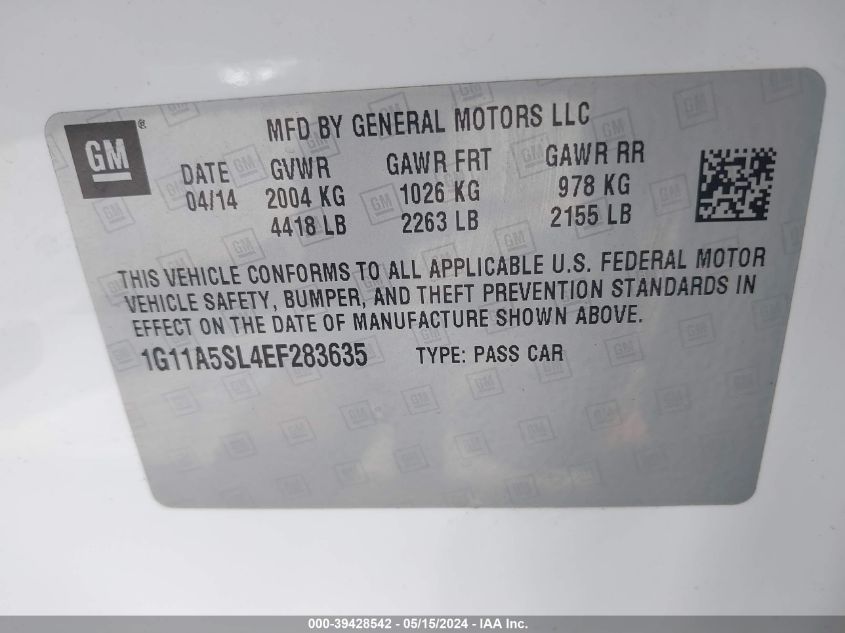 GM ®
MFD BY GENERAL MOTORS LLC
DATE GVWR GAWR FRT GAWR RR
04/14 2004 KG 1026 KG 978 KG
4418 LB 2263 LB 2155 LB
THIS VEHICLE CONFORMS TO ALL APPLICABLE U.S. FEDERAL MOTOR
VEHICLE SAFETY, BUMPER, AND THEFT PREVENTION STANDARDS IN
EFFECT ON THE DATE OF MANUFACTURE SHOWN ABOVE.
1G11A5SL4EF283635 TYPE: PASS CAR
000-39428542 - 05/15/2024 - IAA Inc.